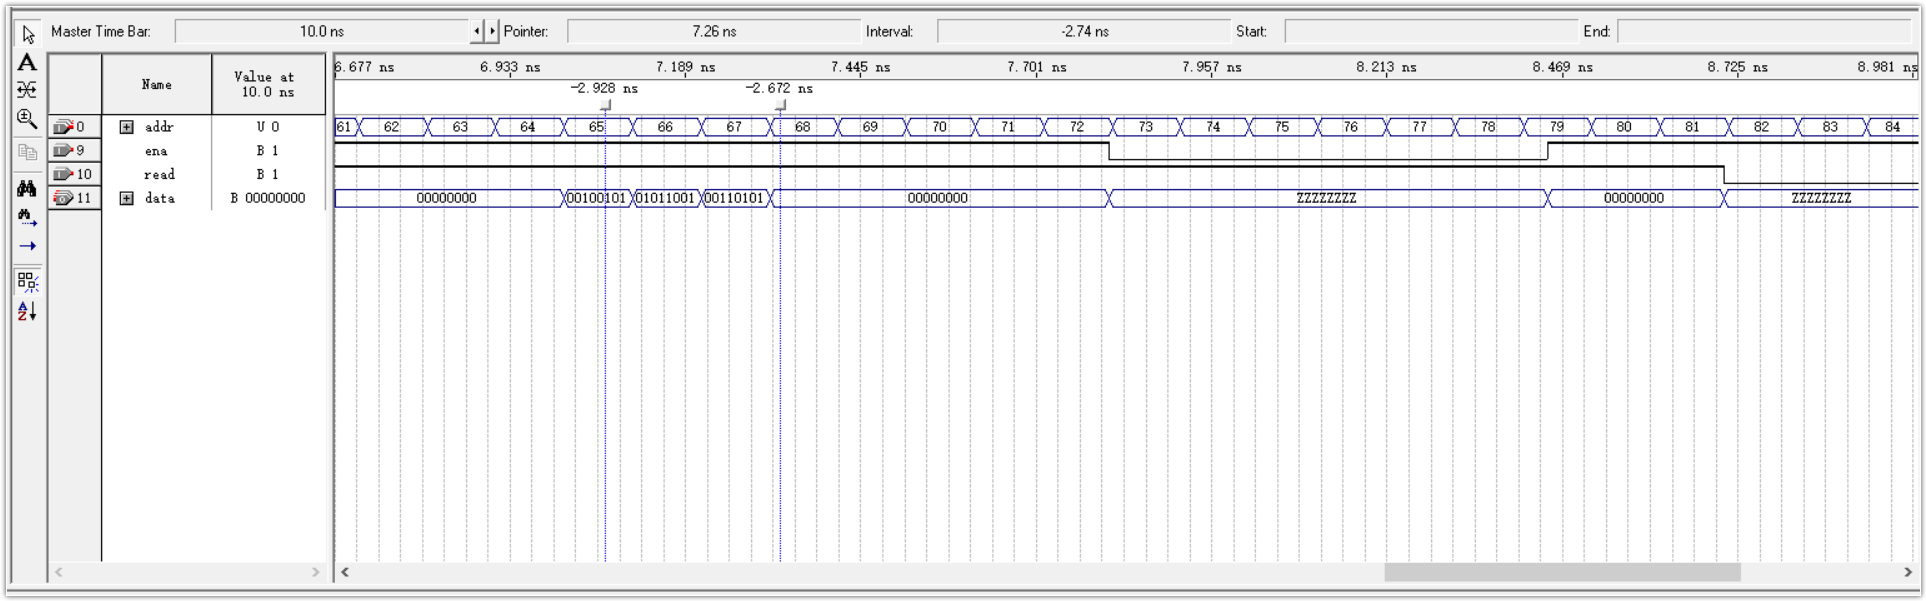 Master Time Bar: 10.0 ns Pointer: 7.26 ns Interval: -2.74 ns Start: End:
A
Name
Value at
10.0 ns
6.677 ns 6.933 ns 7.189 ns 7.445 ns 7.701 ns 7.957 ns 8.213 ns 8.469 ns 8.725 ns 8.981 ns
-2.928 ns -2.672 ns
0 addr U 0 61 62 63 64 65 66 67 68 69 70 71 72 73 74 75 76 77 78 79 80 81 82 83 84
9 ena B 1
10 read B 1
11 data B 00000000 00000000 00100101 01011001 00110101 00000000 ZZZZZZZZ 00000000 ZZZZZZZZ
A
Z